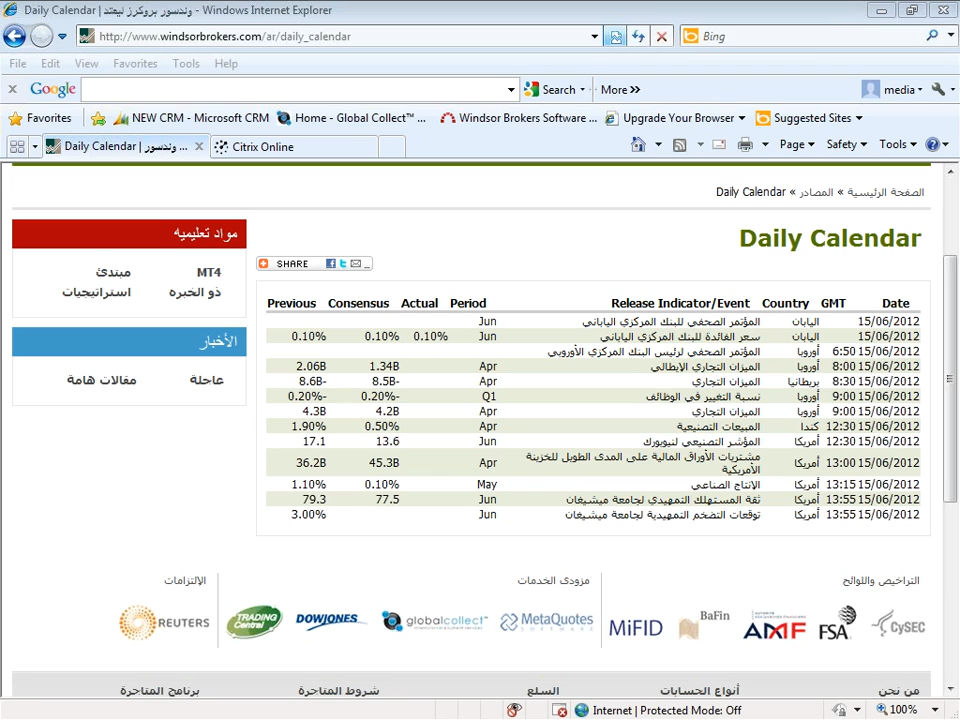 Daily Calendar | وندسور بروكرز ليمتد - Windows Internet Explorer
http://www.windsorbrokers.com/ar/daily_calendar
Bing
File Edit View Favorites Tools Help
x Google Search More >> media
Favorites NEW CRM - Microsoft CRM Home - Global Collect™ ... Windsor Brokers Software ... Upgrade Your Browser Suggested Sites
Daily Calendar | وندسور ... x Citrix Online Page Safety Tools
الصفحة الرئيسية » المصادر » Daily Calendar
Daily Calendar
مواد تعليميه
MT4 مبتدئ
ذو الخبره استراتيجيات
الأخبار
عاجلة مقالات هامة
SHARE
Previous Consensus Actual Period Release Indicator/Event Country GMT Date
Jun المؤتمر الصحفي للبنك المركزي الياباني اليابان 15/06/2012
0.10% 0.10% 0.10% Jun سعر الفائدة للبنك المركزي الياباني اليابان 15/06/2012
المؤتمر الصحفي لرئيس البنك المركزي الأوروبي أوروبا 6:50 15/06/2012
2.06B 1.34B Apr الميزان التجاري الإيطالي أوروبا 8:00 15/06/2012
8.6B- 8.5B- Apr الميزان التجاري بريطانيا 8:30 15/06/2012
0.20%- 0.20%- Q1 نسبة التغيير في الوظائف أوروبا 9:00 15/06/2012
4.3B 4.2B Apr الميزان التجاري أوروبا 9:00 15/06/2012
1.90% 0.50% Apr المبيعات التصنيعية كندا 12:30 15/06/2012
17.1 13.6 Jun المؤشر التصنيعي لنيويورك أمريكا 12:30 15/06/2012
36.2B 45.3B Apr مشتريات الأوراق المالية على المدى الطويل للخزينة الأمريكية أمريكا 13:00 15/06/2012
1.10% 0.10% May الإنتاج الصناعي أمريكا 13:15 15/06/2012
79.3 77.5 Jun ثقة المستهلك التمهيدي لجامعة ميشيغان أمريكا 13:55 15/06/2012
3.00% Jun توقعات التضخم التمهيدية لجامعة ميشيغان أمريكا 13:55 15/06/2012
التراخيص واللوائح مزودى الخدمات الإلتزامات
REUTERS TRADING Central DOWJONES globalcollect MetaQuotes SOFTWARE MiFID BaFin AMF FSA CySEC
من نحن أنواع الحسابات السلع شروط المتاجرة برنامج المتاجرة
Internet | Protected Mode: Off 100%